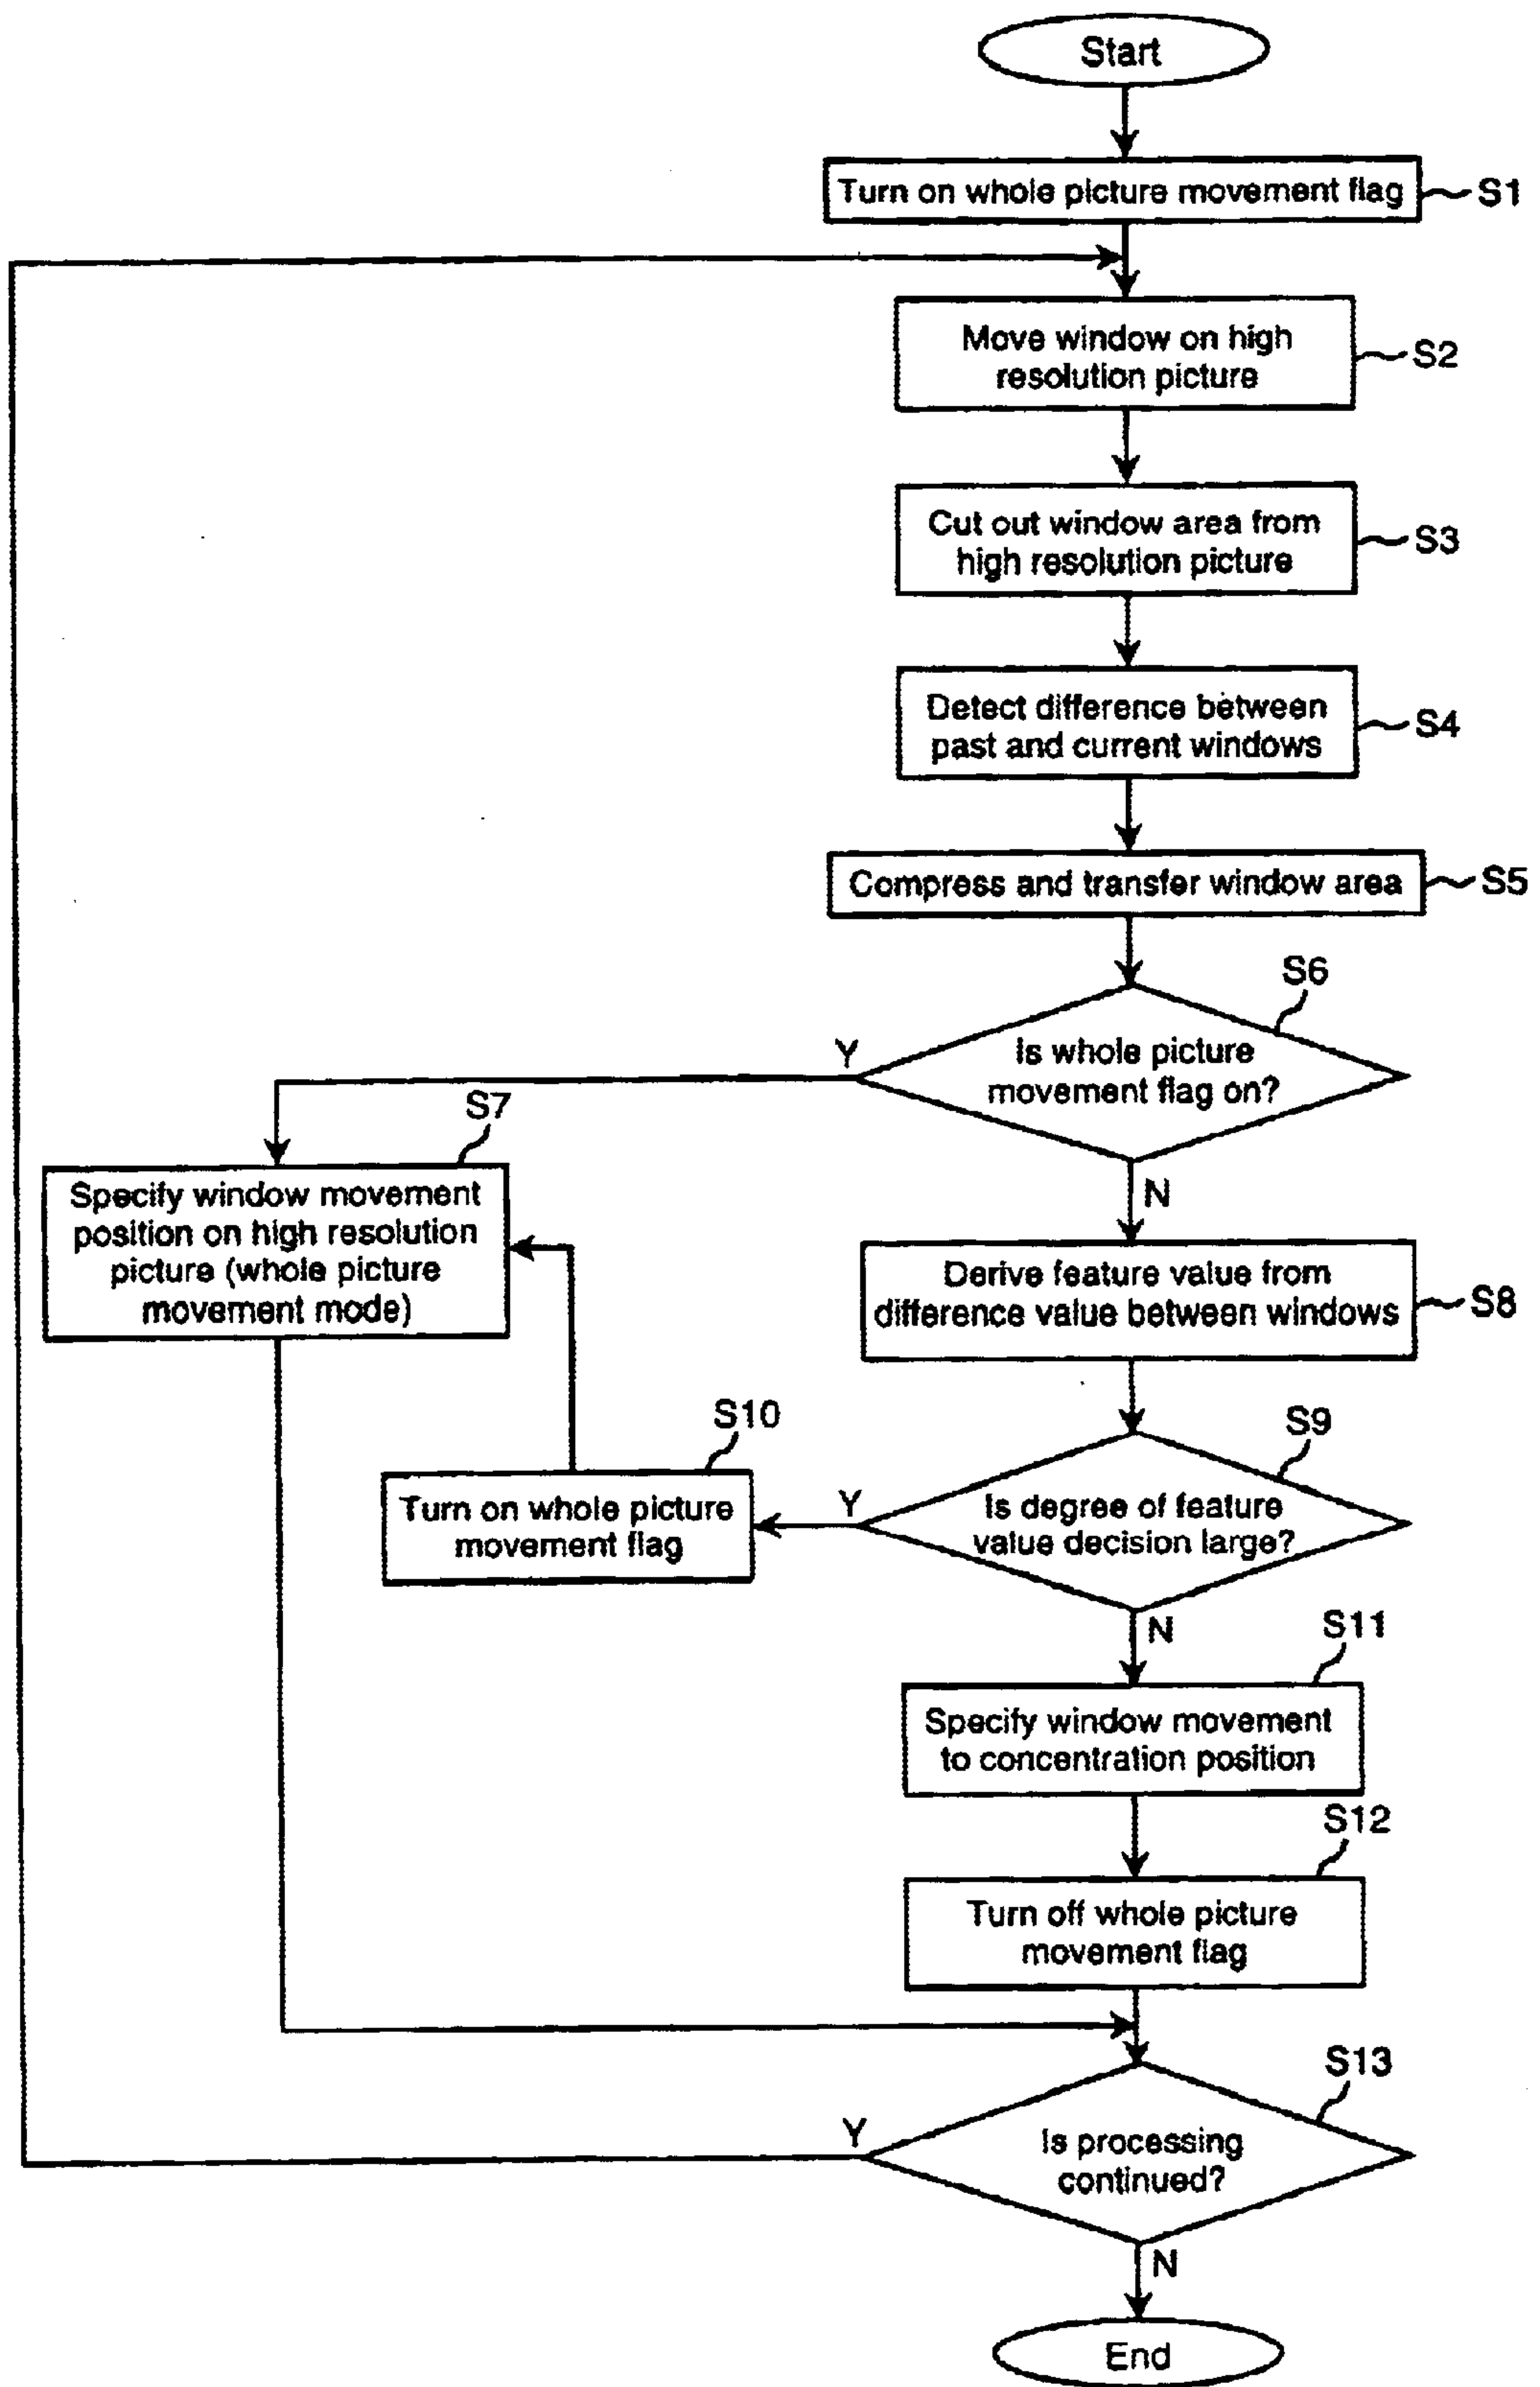 Start
Turn on whole picture movement flag
S1
Move window on high
resolution picture
S2
Cut out window area from
high resolution picture
S3
Detect difference between
past and current windows
S4
Compress and transfer window area
S5
S6
Is whole picture
movement flag on?
Y
N
S7
Specify window movement
position on high resolution
picture (whole picture
movement mode)
Derive feature value from
difference value between windows
S8
S9
Is degree of feature
value decision large?
Y
N
S10
Turn on whole picture
movement flag
S11
Specify window movement
to concentration position
S12
Turn off whole picture
movement flag
S13
Is processing
continued?
Y
N
End